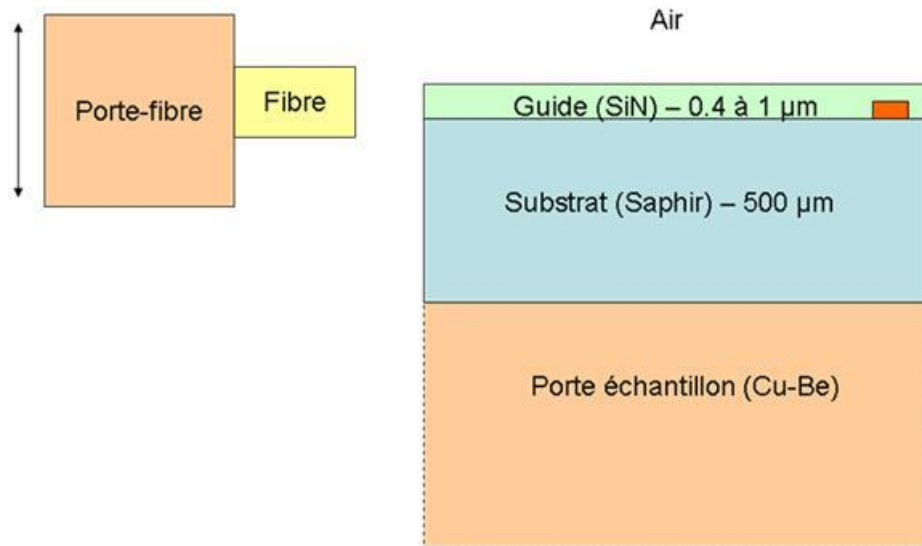 Air
Porte-fibre
Fibre
Guide (SiN) – 0.4 à 1 µm
Substrat (Saphir) – 500 µm
Porte échantillon (Cu-Be)